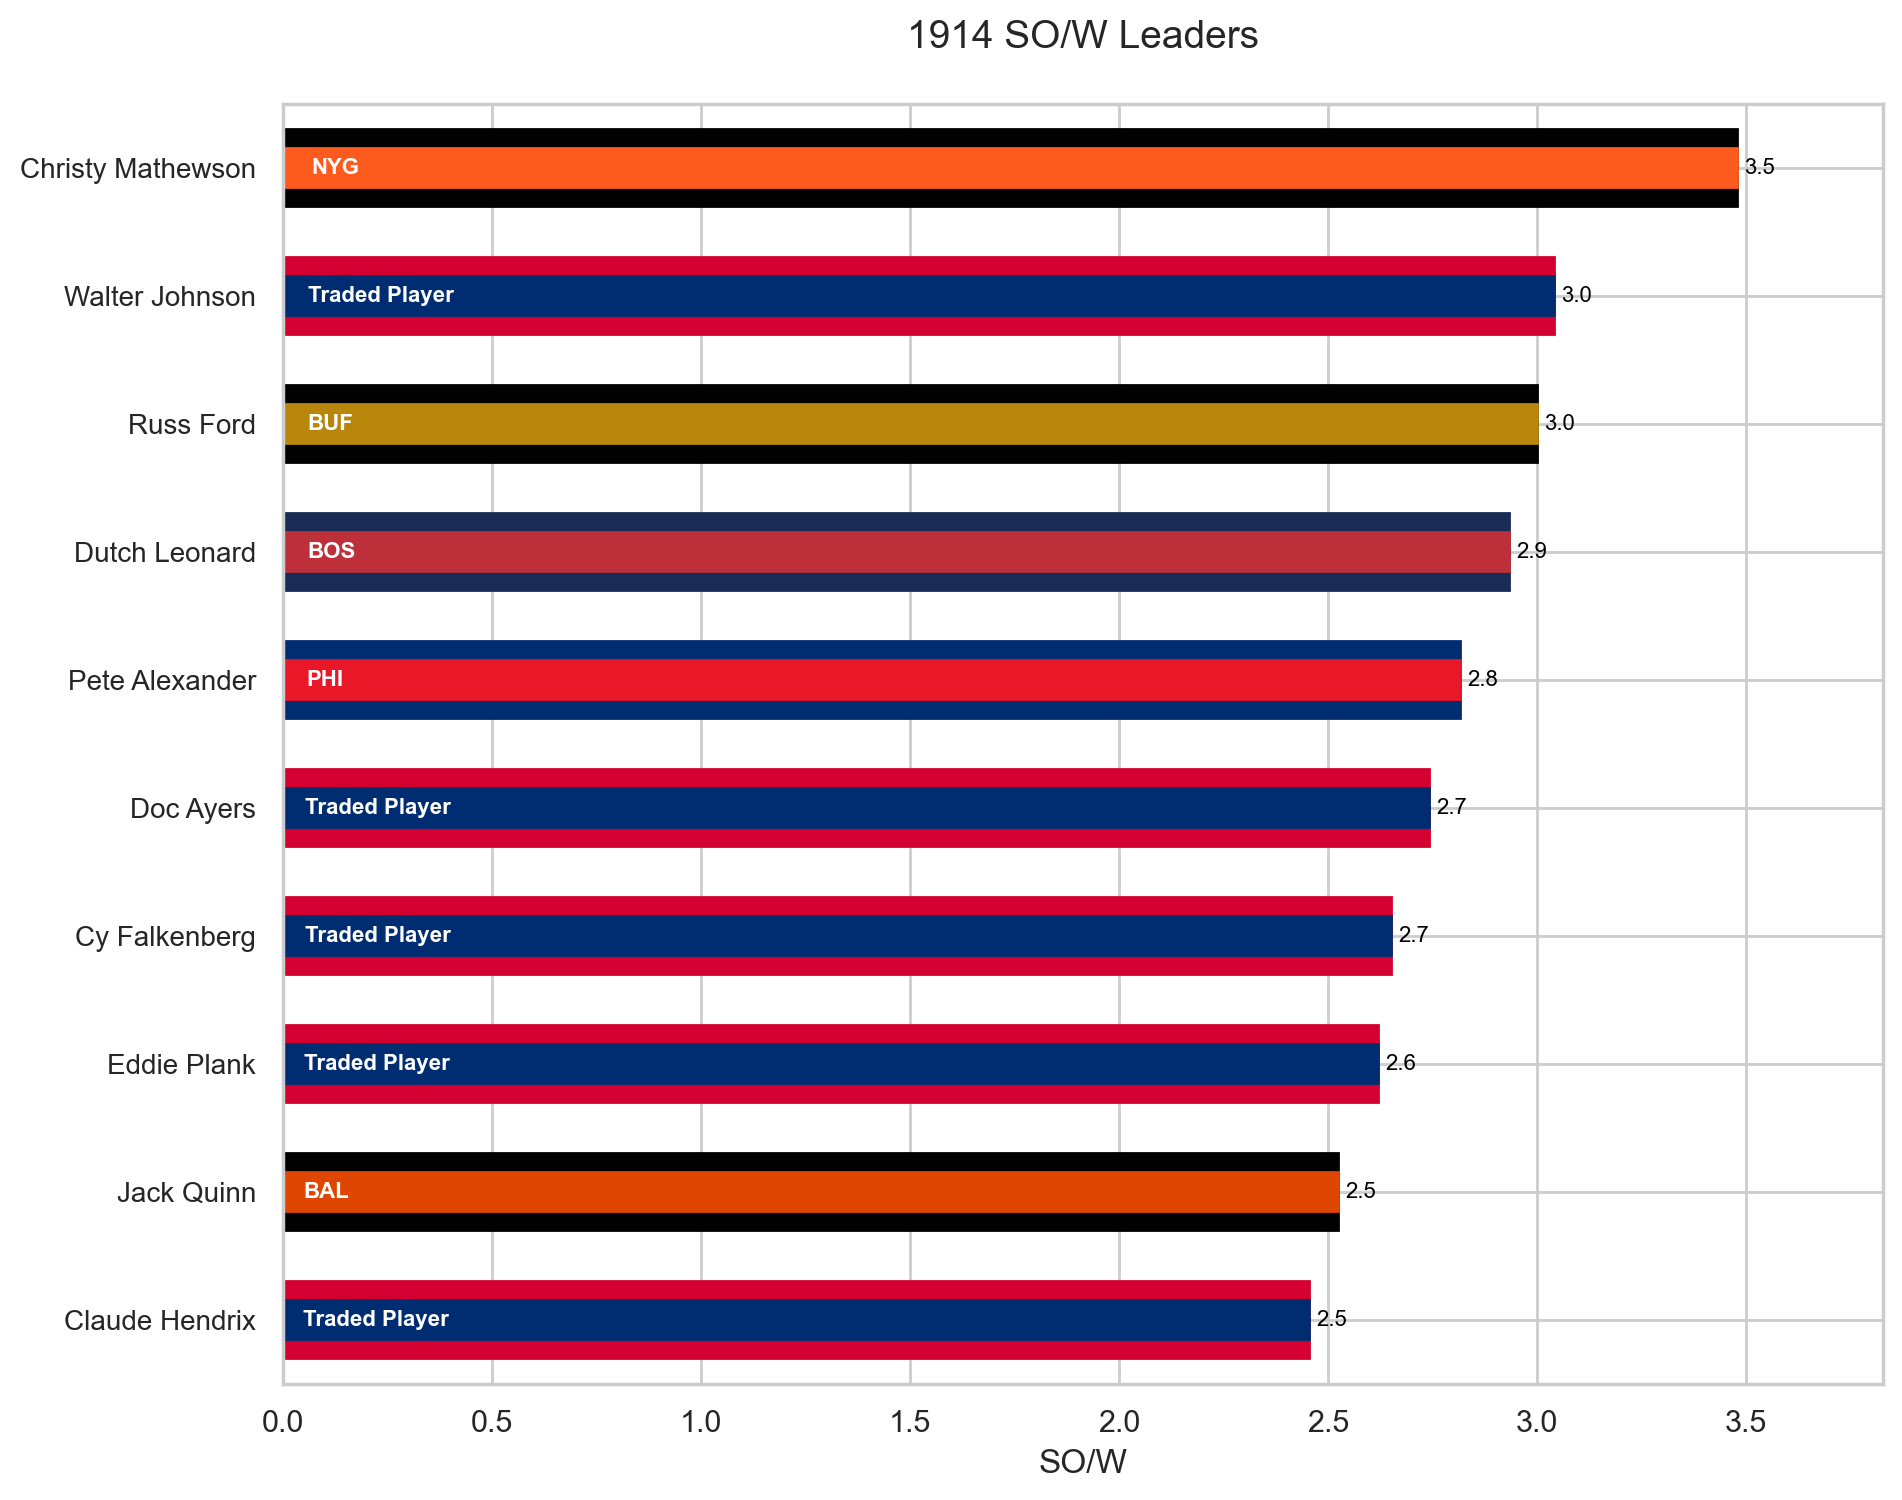 1914 SO/W Leaders
Christy Mathewson NYG 3.5
Walter Johnson Traded Player 3.0
Russ Ford BUF 3.0
Dutch Leonard BOS 2.9
Pete Alexander PHI 2.8
Doc Ayers Traded Player 2.7
Cy Falkenberg Traded Player 2.7
Eddie Plank Traded Player 2.6
Jack Quinn BAL 2.5
Claude Hendrix Traded Player 2.5
0.0 0.5 1.0 1.5 2.0 2.5 3.0 3.5
SO/W